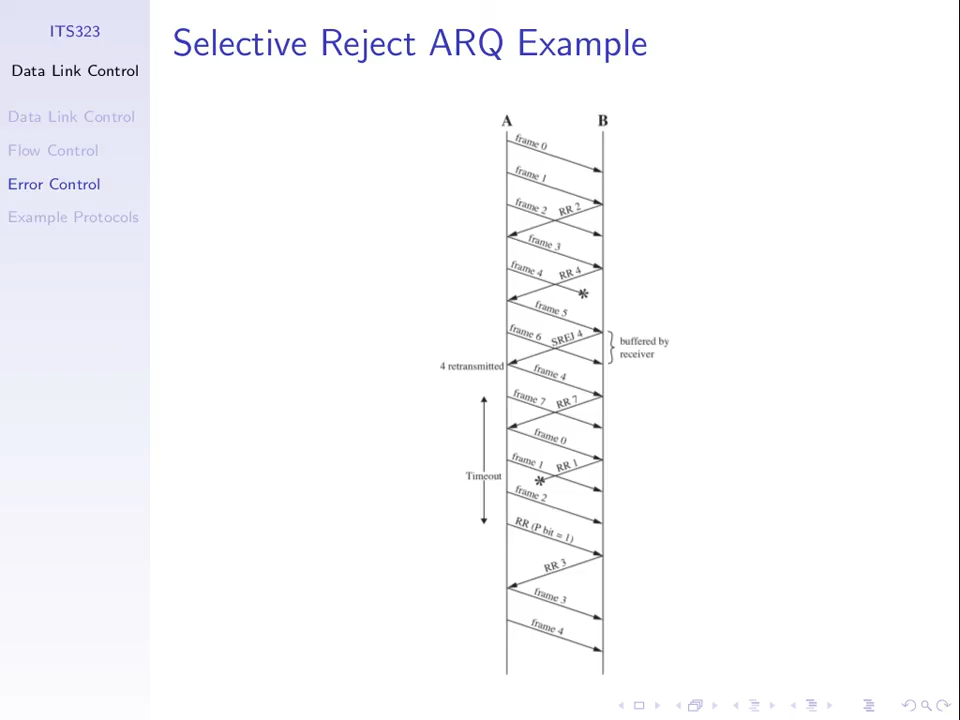 ITS323
Data Link Control
Data Link Control
Flow Control
Error Control
Example Protocols
Selective Reject ARQ Example
A
B
frame 0
frame 1
frame 2
RR 2
frame 3
frame 4
RR 4
*
frame 5
frame 6
SREJ 4
buffered by
receiver
4 retransmitted
frame 4
frame 7
RR 7
frame 0
frame 1
RR 1
*
Timeout
frame 2
RR (P bit = 1)
RR 3
frame 3
frame 4